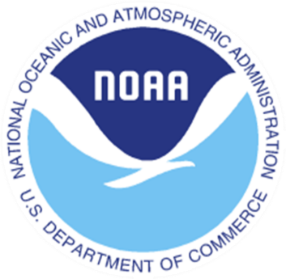 NATIONAL OCEANIC AND ATMOSPHERIC ADMINISTRATION
NOAA
U.S. DEPARTMENT OF COMMERCE